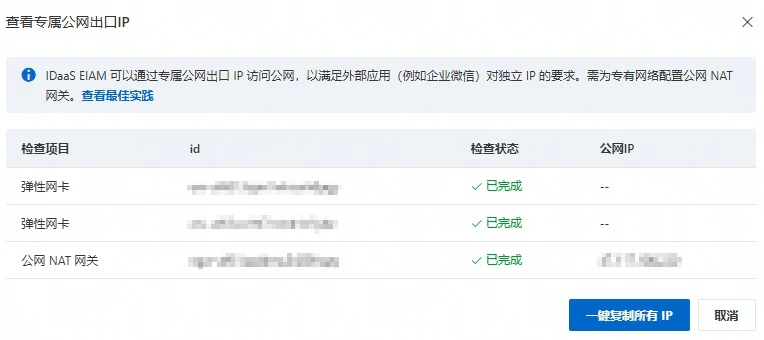 查看专属公网出口IP
IDaaS EIAM 可以通过专属公网出口 IP 访问公网，以满足外部应用（例如企业微信）对独立 IP 的要求。需为专有网络配置公网 NAT
网关。查看最佳实践
检查项目 id 检查状态 公网IP
弹性网卡 已完成 --
弹性网卡 已完成 --
公网 NAT 网关 已完成
一键复制所有 IP 取消